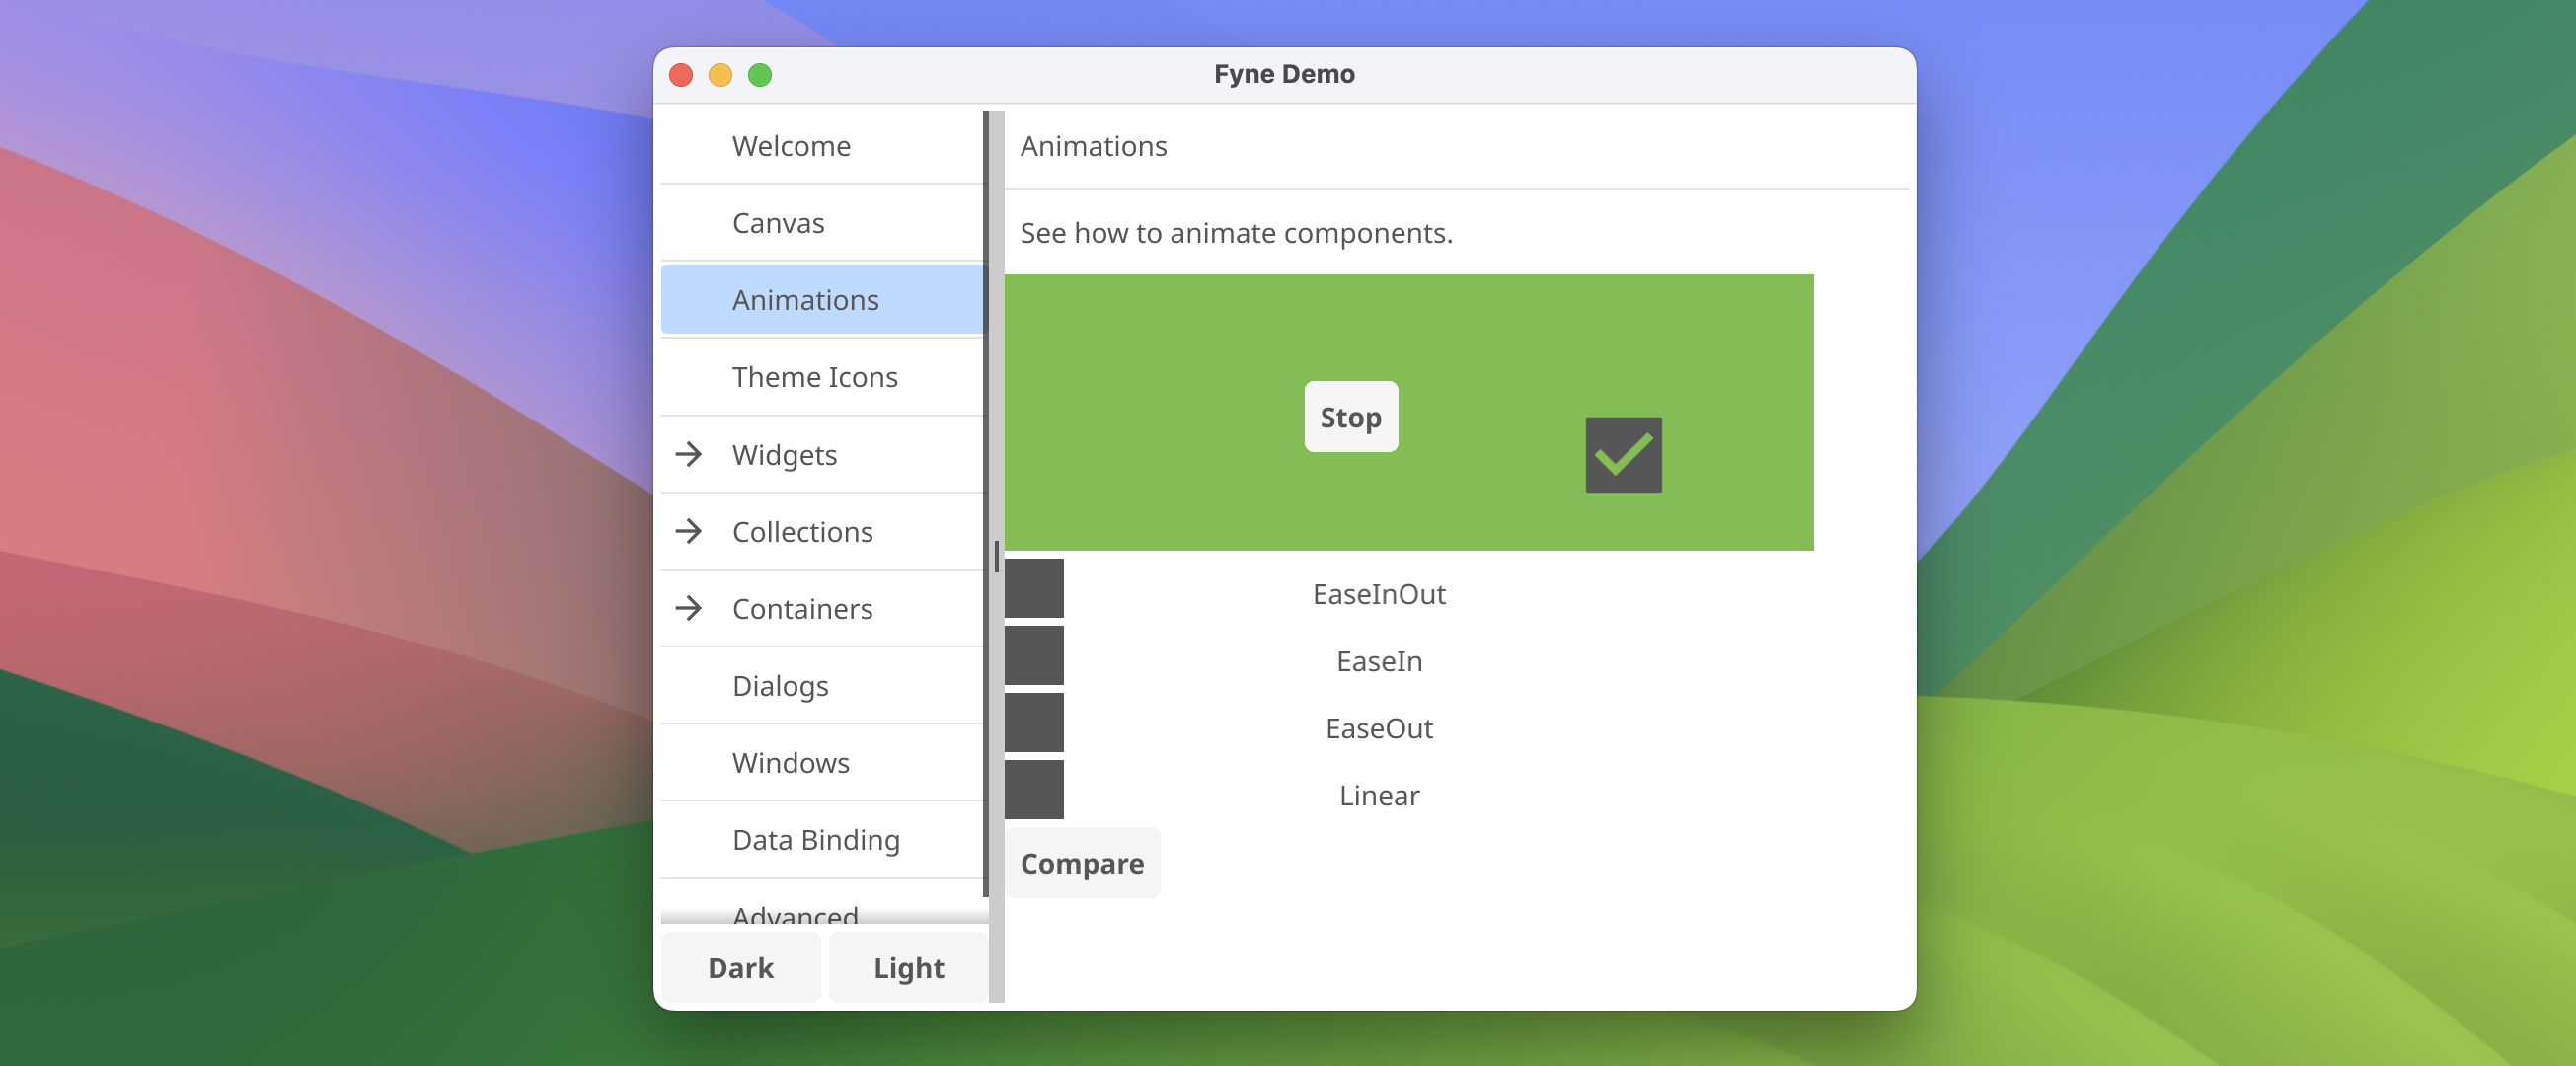 Fyne Demo
Welcome
Canvas
Animations
Theme Icons
Widgets
Collections
Containers
Dialogs
Windows
Data Binding
Advanced
Dark
Light
Animations
See how to animate components.
Stop
EaseInOut
EaseIn
EaseOut
Linear
Compare